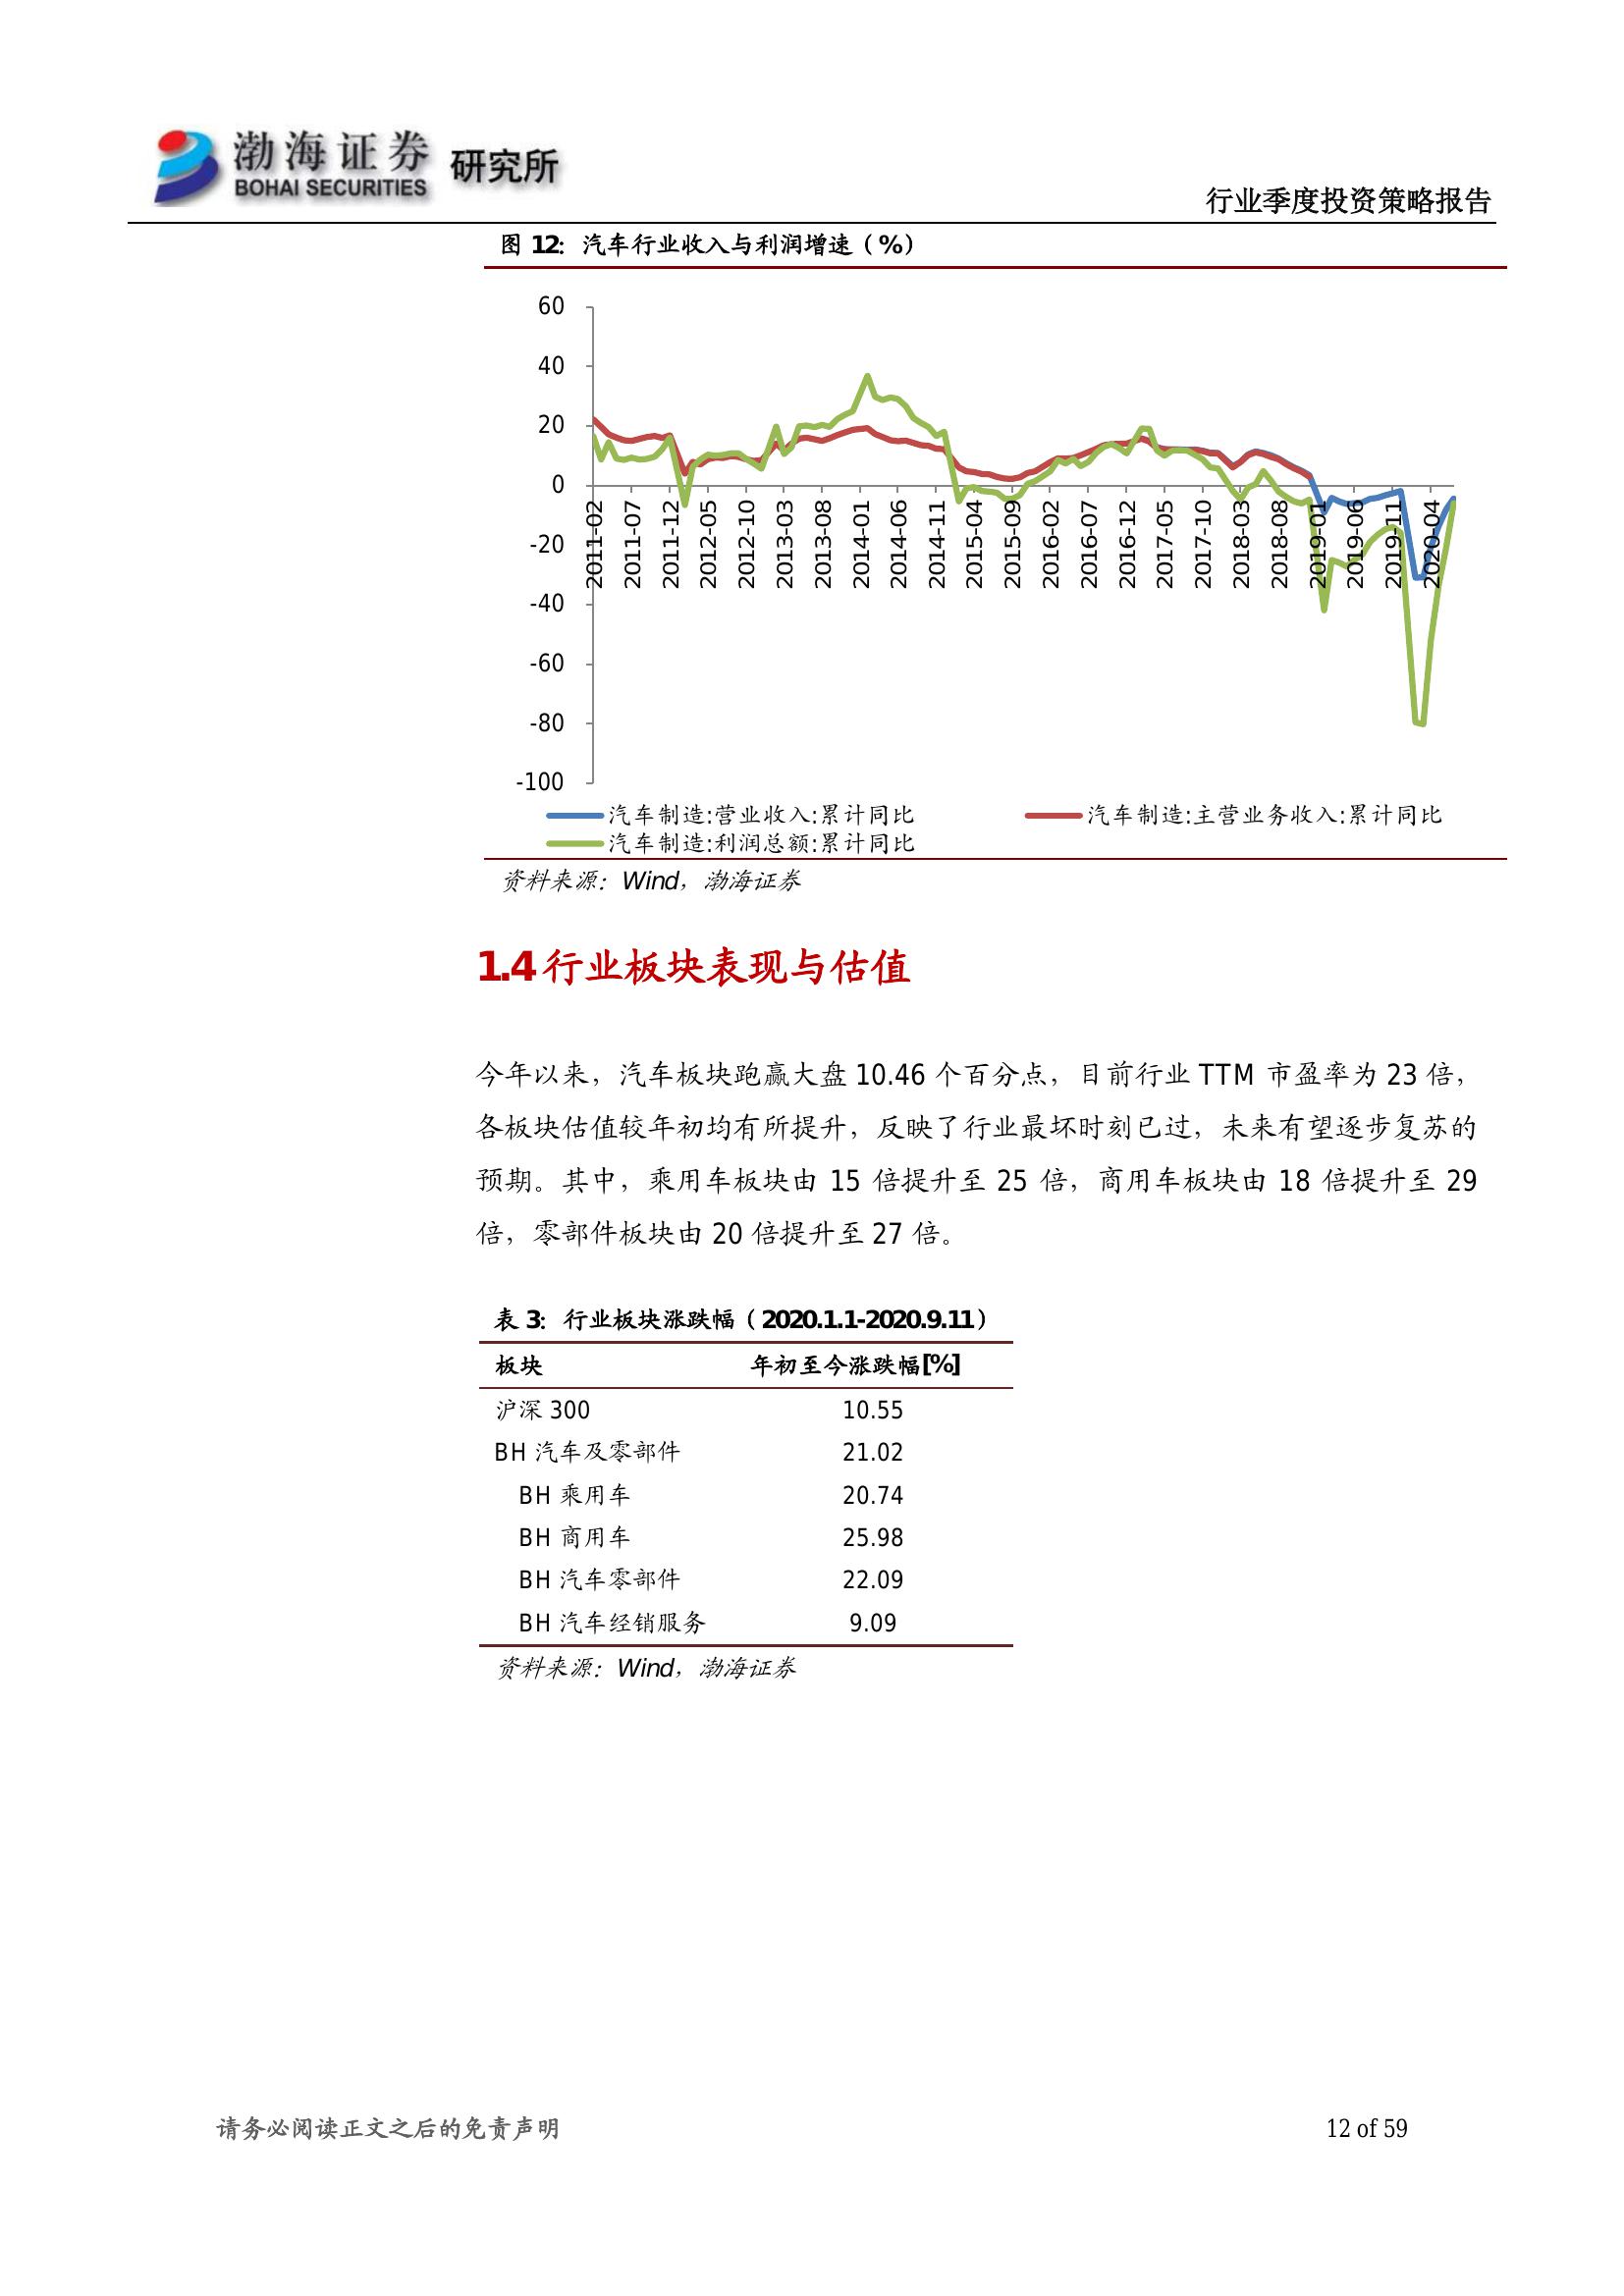 渤海证券 研究所
BOHAI SECURITIES
行业季度投资策略报告
图 12：汽车行业收入与利润增速（%）
60
40
20
0
-20
-40
-60
-80
-100
2011-02
2011-07
2011-12
2012-05
2012-10
2013-03
2013-08
2014-01
2014-06
2014-11
2015-04
2015-09
2016-02
2016-07
2016-12
2017-05
2017-10
2018-03
2018-08
2019-01
2019-06
2019-11
2020-04
汽车制造:营业收入:累计同比
汽车制造:主营业务收入:累计同比
汽车制造:利润总额:累计同比
资料来源：Wind，渤海证券
1.4 行业板块表现与估值
今年以来，汽车板块跑赢大盘 10.46 个百分点，目前行业 TTM 市盈率为 23 倍，
各板块估值较年初均有所提升，反映了行业最坏时刻已过，未来有望逐步复苏的
预期。其中，乘用车板块由 15 倍提升至 25 倍，商用车板块由 18 倍提升至 29
倍，零部件板块由 20 倍提升至 27 倍。
表 3：行业板块涨跌幅（2020.1.1-2020.9.11）
板块 年初至今涨跌幅[%]
沪深 300 10.55
BH 汽车及零部件 21.02
BH 乘用车 20.74
BH 商用车 25.98
BH 汽车零部件 22.09
BH 汽车经销服务 9.09
资料来源：Wind，渤海证券
请务必阅读正文之后的免责声明 12 of 59